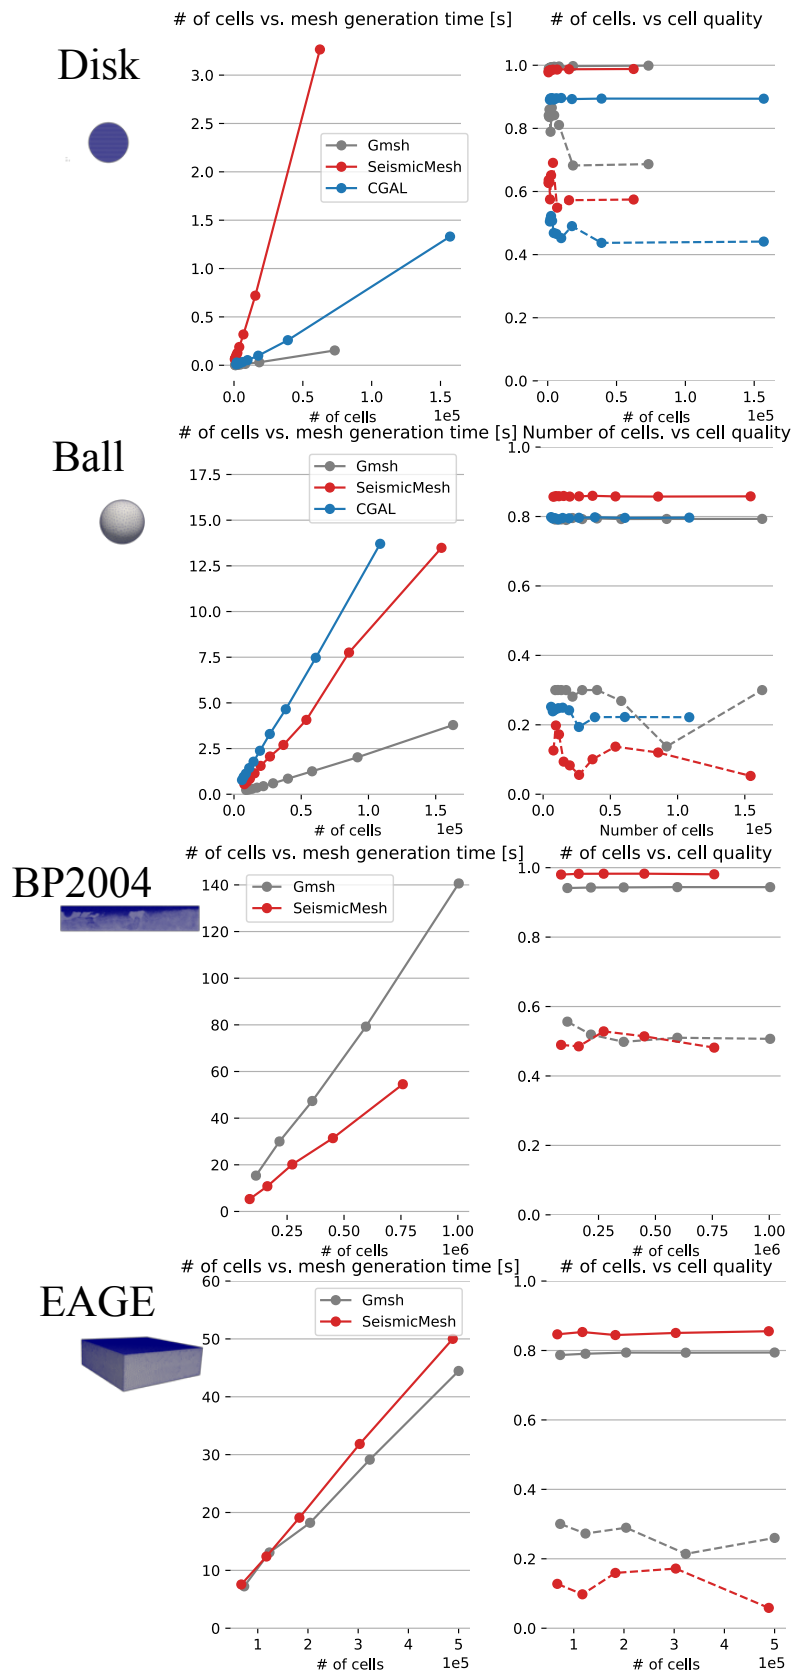 # of cells vs. mesh generation time [s]
# of cells. vs cell quality
Disk
3.0
2.5
2.0
1.5
1.0
0.5
0.0
Gmsh
SeismicMesh
CGAL
0.0 0.5 1.0 1.5
# of cells
1e5
1.0
0.8
0.6
0.4
0.2
0.0
0.0 0.5 1.0 1.5
# of cells
1e5
# of cells vs. mesh generation time [s]
Number of cells. vs cell quality
Ball
17.5
15.0
12.5
10.0
7.5
5.0
2.5
0.0
Gmsh
SeismicMesh
CGAL
0.0 0.5 1.0 1.5
# of cells
1e5
1.0
0.8
0.6
0.4
0.2
0.0
0.0 0.5 1.0 1.5
Number of cells
1e5
# of cells vs. mesh generation time [s]
# of cells vs. cell quality
BP2004
140
120
100
80
60
40
20
0
Gmsh
SeismicMesh
0.25 0.50 0.75 1.00
# of cells
1e6
1.0
0.8
0.6
0.4
0.2
0.0
0.25 0.50 0.75 1.00
# of cells
1e6
# of cells vs. mesh generation time [s]
# of cells. vs cell quality
EAGE
60
50
40
30
20
10
0
Gmsh
SeismicMesh
1 2 3 4 5
# of cells
1e5
1.0
0.8
0.6
0.4
0.2
0.0
1 2 3 4 5
# of cells
1e5